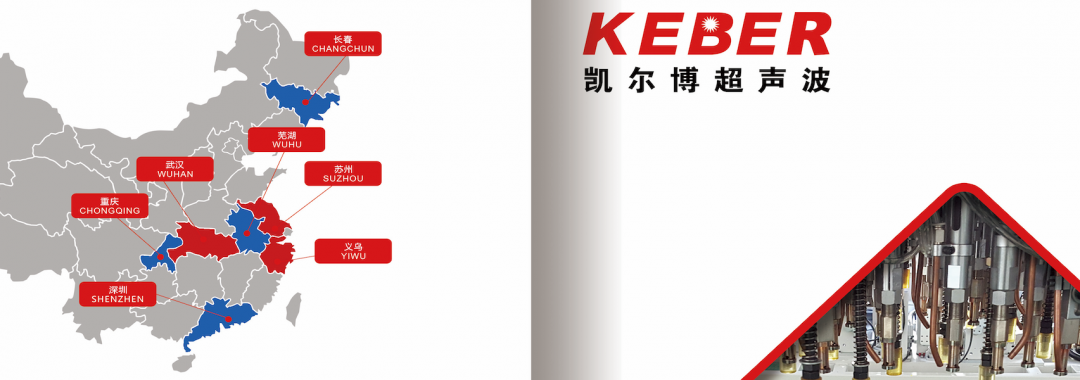 长春
CHANGCHUN
芜湖
WUHU
武汉
WUHAN
苏州
SUZHOU
重庆
CHONGQING
义乌
YIWU
深圳
SHENZHEN
KEBER
凯尔博超声波